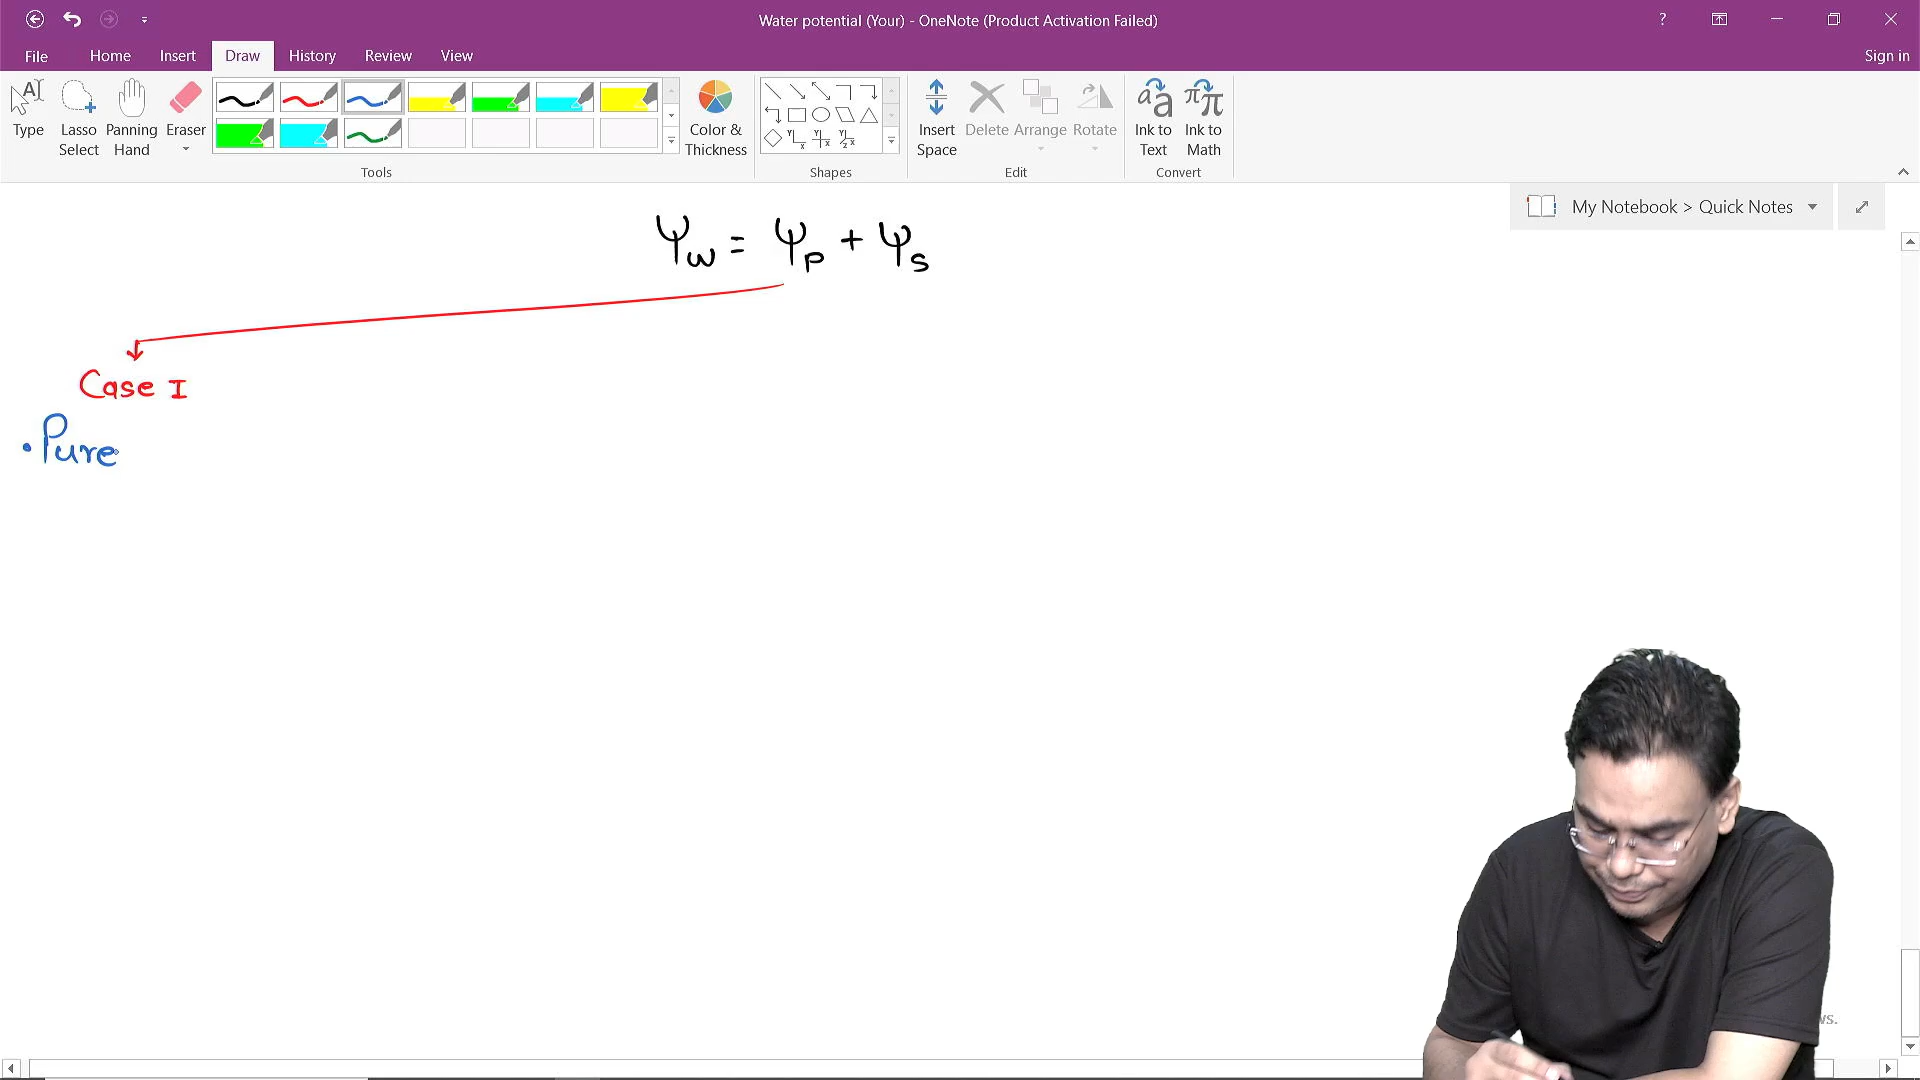 Water potential (Your) - OneNote (Product Activation Failed)
?
File Home Insert Draw History Review View
Sign in
Type
Lasso Select
Panning Hand
Eraser
Color & Thickness
Insert Space
Delete
Arrange
Rotate
Ink to Text
Ink to Math
Tools
Shapes
Edit
Convert
My Notebook > Quick Notes
Ψw = Ψp + Ψs
Case I
• Pure